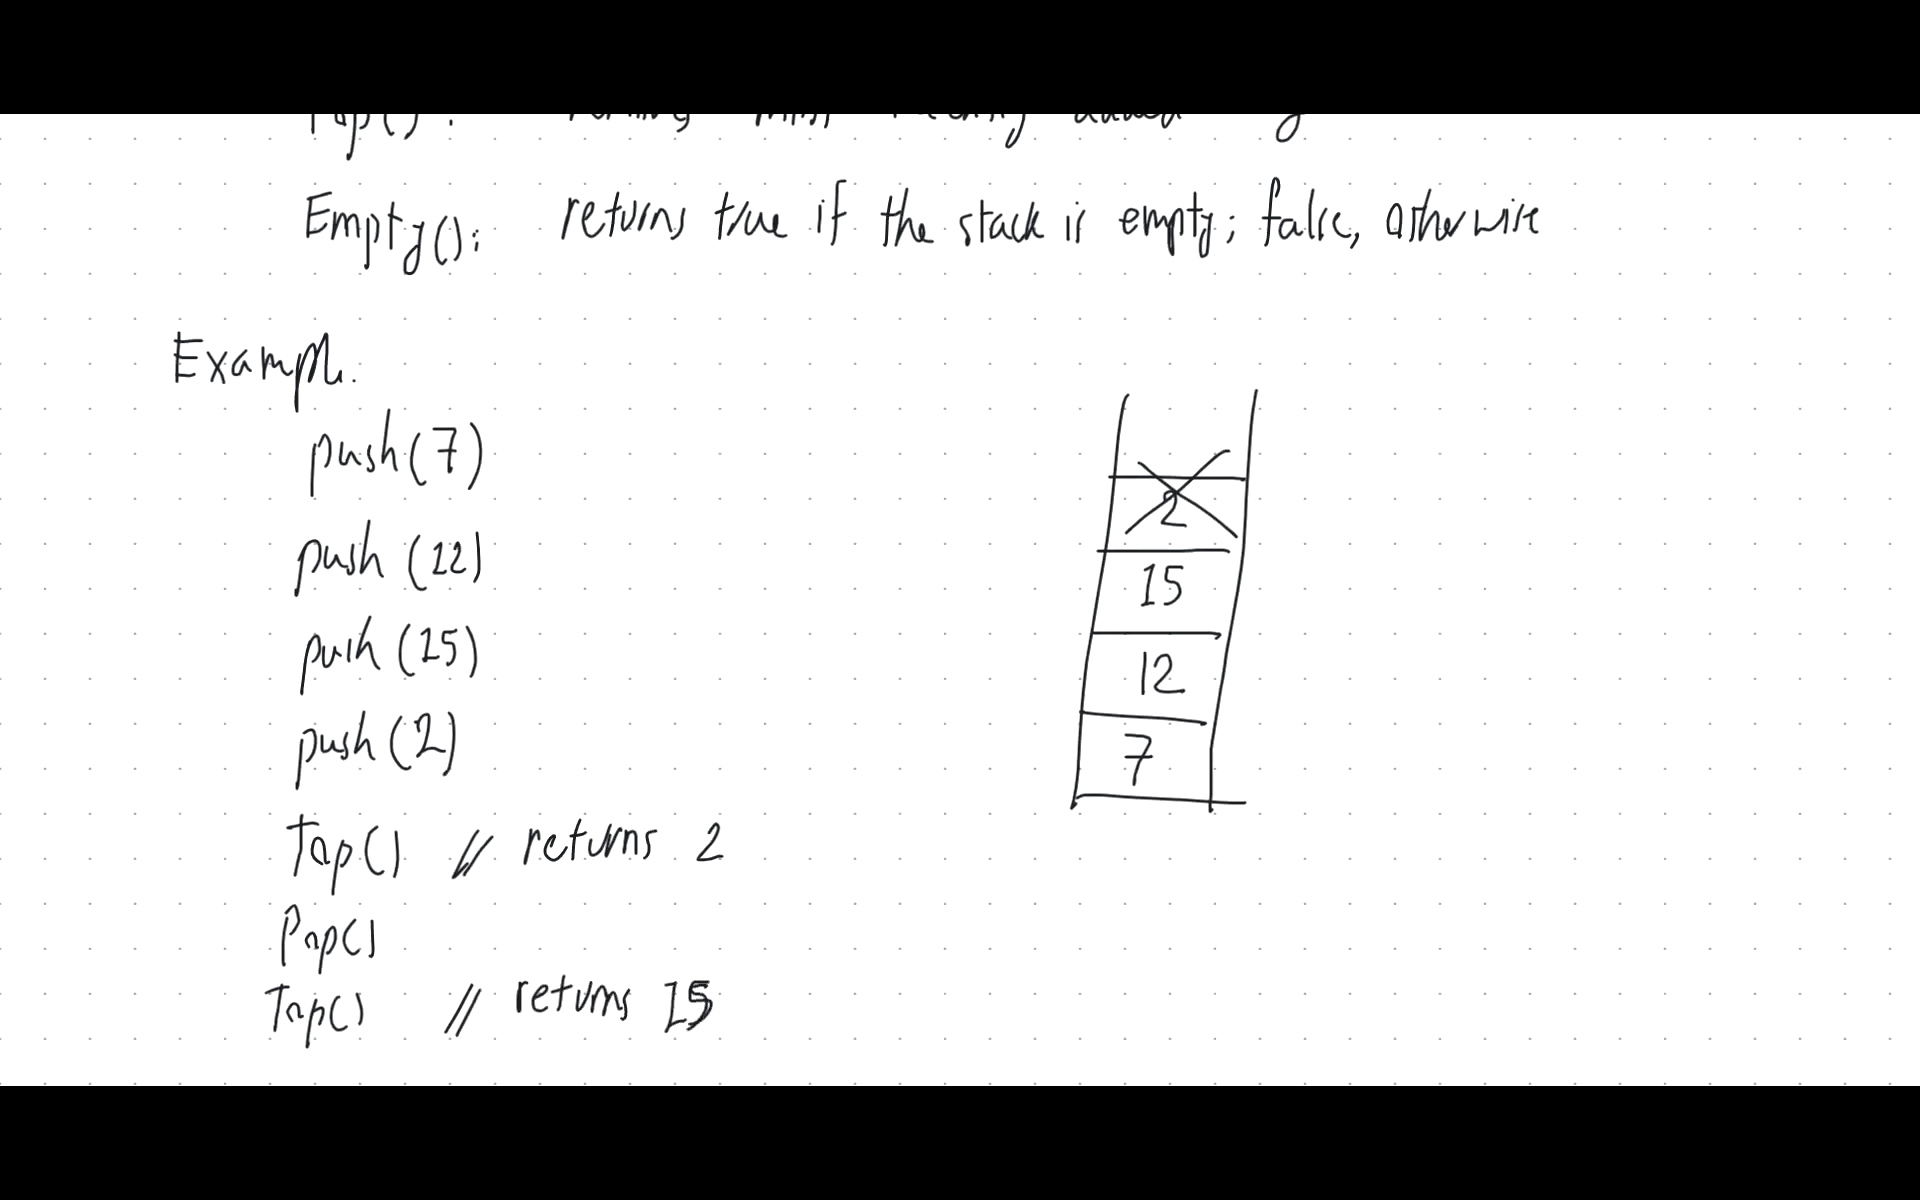 Top():
Empty(): returns true if the stack is empty; false, otherwise
Example.
push(7)
push (12)
push (15)
push (2)
Top() // returns 2
Pop()
Top() // returns 15
2
15
12
7